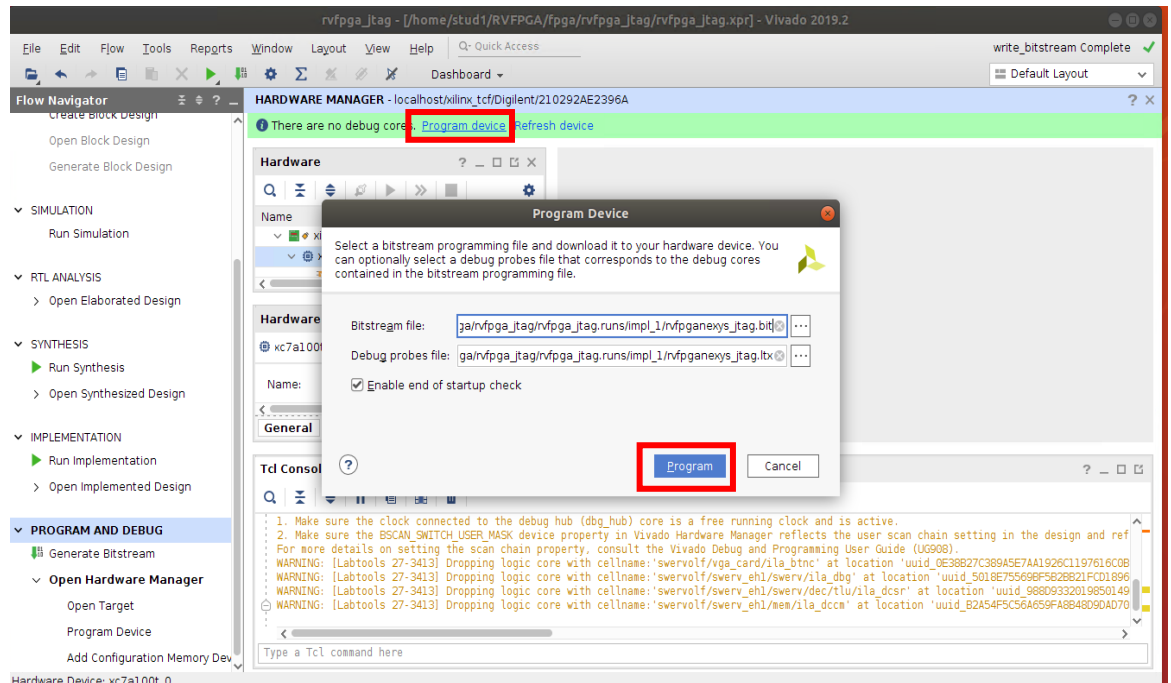 rvfpga_jtag - [/home/stud1/RVFPGA/fpga/rvfpga_jtag/rvfpga_jtag.xpr] - Vivado 2019.2
File Edit Flow Tools Reports Window Layout View Help Q- Quick Access write_bitstream Complete
Dashboard Default Layout
Flow Navigator
HARDWARE MANAGER - localhost/xilinx_tcf/Digilent/210292AE2396A
Create Block Design
There are no debug cores. Program device Refresh device
Open Block Design
Generate Block Design
Hardware
SIMULATION
Run Simulation
Name
Program Device
xi
Select a bitstream programming file and download it to your hardware device. You
can optionally select a debug probes file that corresponds to the debug cores
contained in the bitstream programming file.
RTL ANALYSIS
Open Elaborated Design
Hardware
Bitstream file: ga/rvfpga_jtag/rvfpga_jtag.runs/impl_1/rvfpganexys_jtag.bit
SYNTHESIS
xc7a100t
Debug probes file: ga/rvfpga_jtag/rvfpga_jtag.runs/impl_1/rvfpganexys_jtag.ltx
Run Synthesis
Name:
Enable end of startup check
Open Synthesized Design
General
IMPLEMENTATION
Run Implementation
Program Cancel
Tcl Consol
Open Implemented Design
PROGRAM AND DEBUG
Generate Bitstream
Open Hardware Manager
Open Target
Program Device
Add Configuration Memory Dev
1. Make sure the clock connected to the debug hub (dbg_hub) core is a free running clock and is active.
2. Make sure the BSCAN_SWITCH_USER_MASK device property in Vivado Hardware Manager reflects the user scan chain setting in the design and ref
For more details on setting the scan chain property, consult the Vivado Debug and Programming User Guide (UG908).
WARNING: [Labtools 27-3413] Dropping logic core with cellname:'swervolf/vga_card/ila_btnc' at location 'uuid_0E38B27C389A5E7AA1926C1197616C0B
WARNING: [Labtools 27-3413] Dropping logic core with cellname:'swervolf/swerv_eh1/swerv/ila_dbg' at location 'uuid_5018E75569BF5B2BB21FCD1896
WARNING: [Labtools 27-3413] Dropping logic core with cellname:'swervolf/swerv_eh1/swerv/dec/tlu/ila_dcsr' at location 'uuid_988D9332019850149
WARNING: [Labtools 27-3413] Dropping logic core with cellname:'swervolf/swerv_eh1/mem/ila_dccm' at location 'uuid_B2A54F5C56A659FA8B48D9DAD70
Type a Tcl command here
Hardware Device: xc7a100t_0